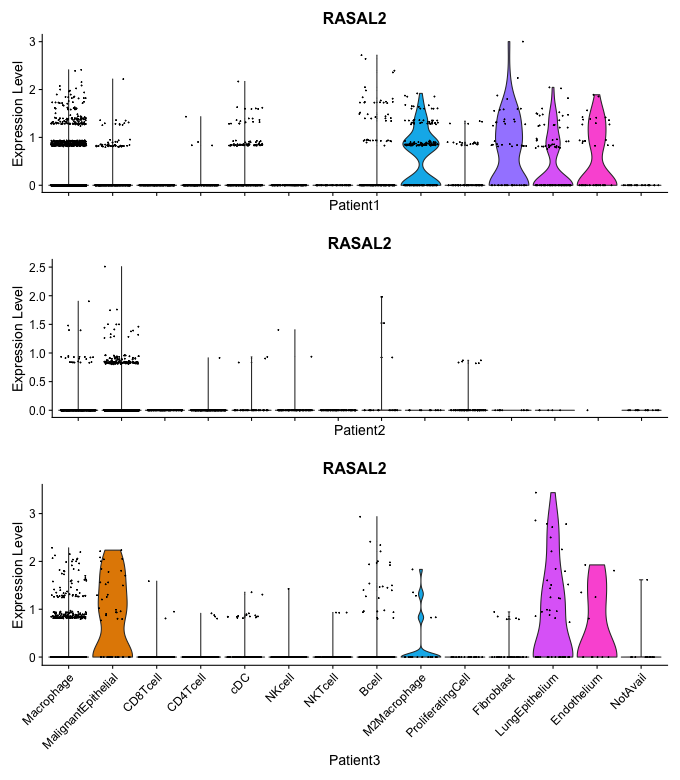 RASAL2
3
2
1
0
Expression Level
Patient1
RASAL2
2.5
2.0
1.5
1.0
0.5
0.0
Expression Level
Patient2
RASAL2
3
2
1
0
Expression Level
Macrophage
MalignantEpithelial
CD8Tcell
CD4Tcell
cDC
NKcell
NKTcell
Bcell
M2Macrophage
ProliferatingCell
Fibroblast
LungEpithelium
Endothelium
NotAvail
Patient3